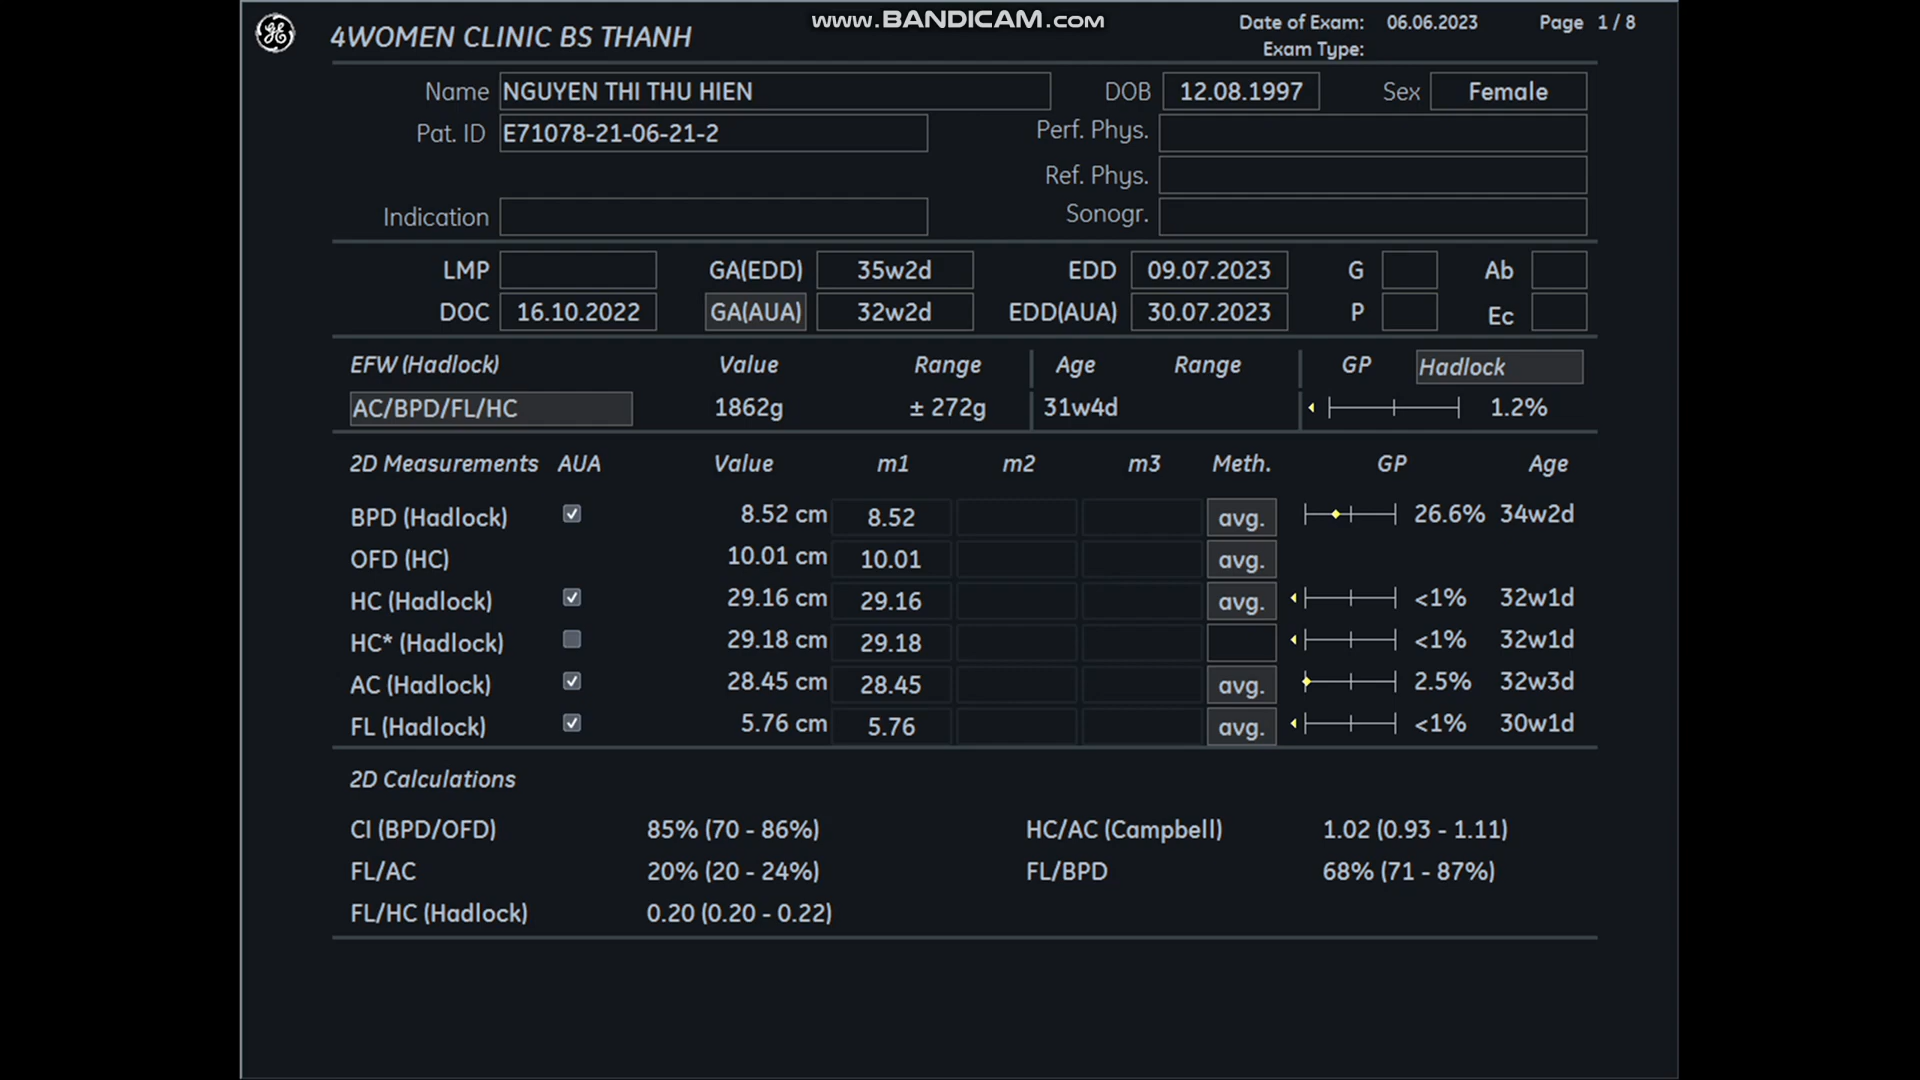 www.BANDICAM.com
4WOMEN CLINIC BS THANH
Date of Exam: 06.06.2023 Page 1 / 8
Exam Type:
Name NGUYEN THI THU HIEN DOB 12.08.1997 Sex Female
Pat. ID E71078-21-06-21-2 Perf. Phys.
Ref. Phys.
Indication Sonogr.
LMP GA(EDD) 35w2d EDD 09.07.2023 G Ab
DOC 16.10.2022 GA(AUA) 32w2d EDD(AUA) 30.07.2023 P Ec
EFW (Hadlock) Value Range Age Range GP Hadlock
AC/BPD/FL/HC 1862g ± 272g 31w4d 1.2%
2D Measurements AUA Value m1 m2 m3 Meth. GP Age
BPD (Hadlock) 8.52 cm 8.52 avg. 26.6% 34w2d
OFD (HC) 10.01 cm 10.01 avg.
HC (Hadlock) 29.16 cm 29.16 avg. <1% 32w1d
HC* (Hadlock) 29.18 cm 29.18 <1% 32w1d
AC (Hadlock) 28.45 cm 28.45 avg. 2.5% 32w3d
FL (Hadlock) 5.76 cm 5.76 avg. <1% 30w1d
2D Calculations
CI (BPD/OFD) 85% (70 - 86%) HC/AC (Campbell) 1.02 (0.93 - 1.11)
FL/AC 20% (20 - 24%) FL/BPD 68% (71 - 87%)
FL/HC (Hadlock) 0.20 (0.20 - 0.22)